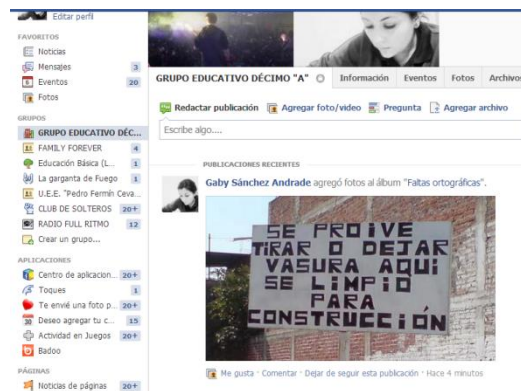 Editar perfil
FAVORITOS
Noticias
Mensajes 3
Eventos 20
Fotos
GRUPOS
GRUPO EDUCATIVO DÉC...
FAMILY FOREVER 4
Educación Básica (L... 1
La garganta de Fuego 1
U.E.E. "Pedro Fermín Ceva...
CLUB DE SOLTEROS 20+
RADIO FULL RITMO 12
Crear un grupo...
APLICACIONES
Centro de aplicacion... 20+
Toques 1
Te envié una foto p... 20+
Deseo agregar tu c... 15
Actividad en Juegos 20+
Badoo
PÁGINAS
Noticias de páginas 20+
GRUPO EDUCATIVO DÉCIMO "A" Información Eventos Fotos Archivos
Redactar publicación Agregar foto/video Pregunta Agregar archivo
Escribe algo....
PUBLICACIONES RECIENTES
Gaby Sánchez Andrade agregó fotos al álbum "Faltas ortográficas".
SE PROIVE
TIRAR O DEJAR
VASURA AQUI
SE LIMPIO
PARA
CONSTRUCCIÓN
Me gusta · Comentar · Dejar de seguir esta publicación · Hace 4 minutos